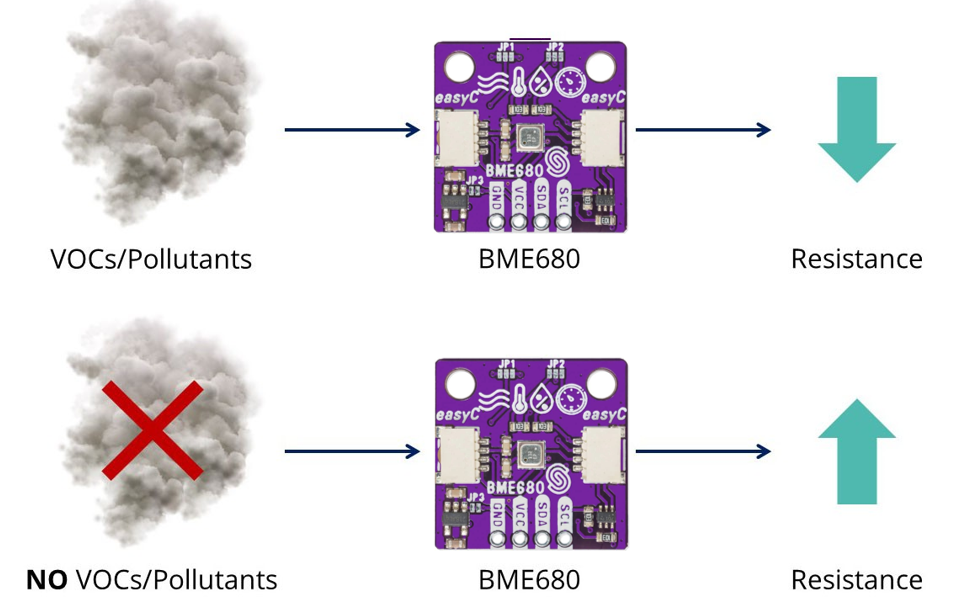 JP1 JP2
easyC easyC
BME680
JP3
GND VCC SDA SCL
VOCs/Pollutants BME680 Resistance
JP1 JP2
easyC easyC
BME680
JP3
GND VCC SDA SCL
NO VOCs/Pollutants BME680 Resistance